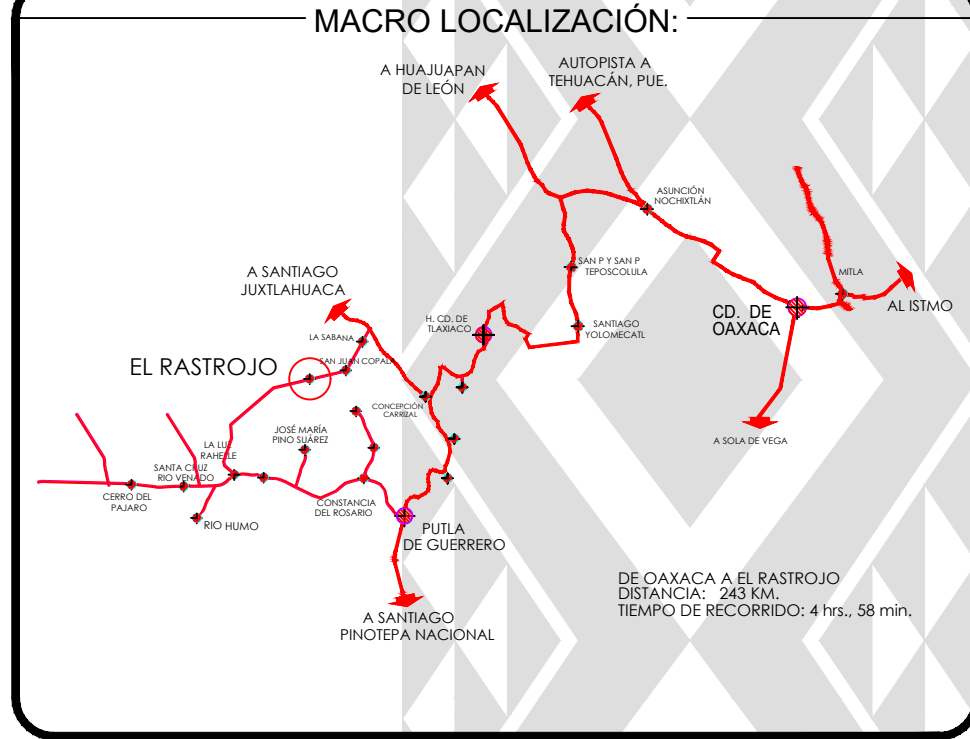 MACRO LOCALIZACIÓN:
A HUAJUAPAN
DE LEÓN
AUTOPISTA A
TEHUACÁN, PUE.
ASUNCIÓN
NOCHIXTLÁN
SAN P Y SAN P
TEPOSCOLULA
MITLA
A SANTIAGO
JUXTLAHUACA
AL ISTMO
CD. DE
OAXACA
H. CD. DE
TLAXIACO
SANTIAGO
YOLOMECATL
LA SABANA
SAN JUAN COPALA
EL RASTROJO
CONCEPCIÓN
CARRIZAL
A SOLA DE VEGA
JOSÉ MARÍA
PINO SUÁREZ
LA LUZ
RAHELLE
SANTA CRUZ
RIO VENADO
CERRO DEL
PAJARO
CONSTANCIA
DEL ROSARIO
RIO HUMO
PUTLA
DE GUERRERO
DE OAXACA A EL RASTROJO
DISTANCIA: 243 KM.
TIEMPO DE RECORRIDO: 4 hrs., 58 min.
A SANTIAGO
PINOTEPA NACIONAL